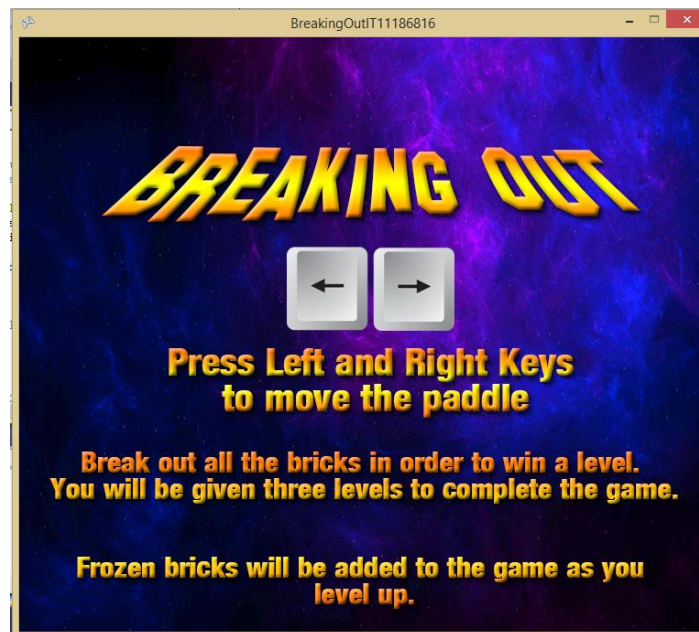 BreakingOutIT11186816
BREAKING OUT
Press Left and Right Keys
to move the paddle
Break out all the bricks in order to win a level.
You will be given three levels to complete the game.
Frozen bricks will be added to the game as you
level up.